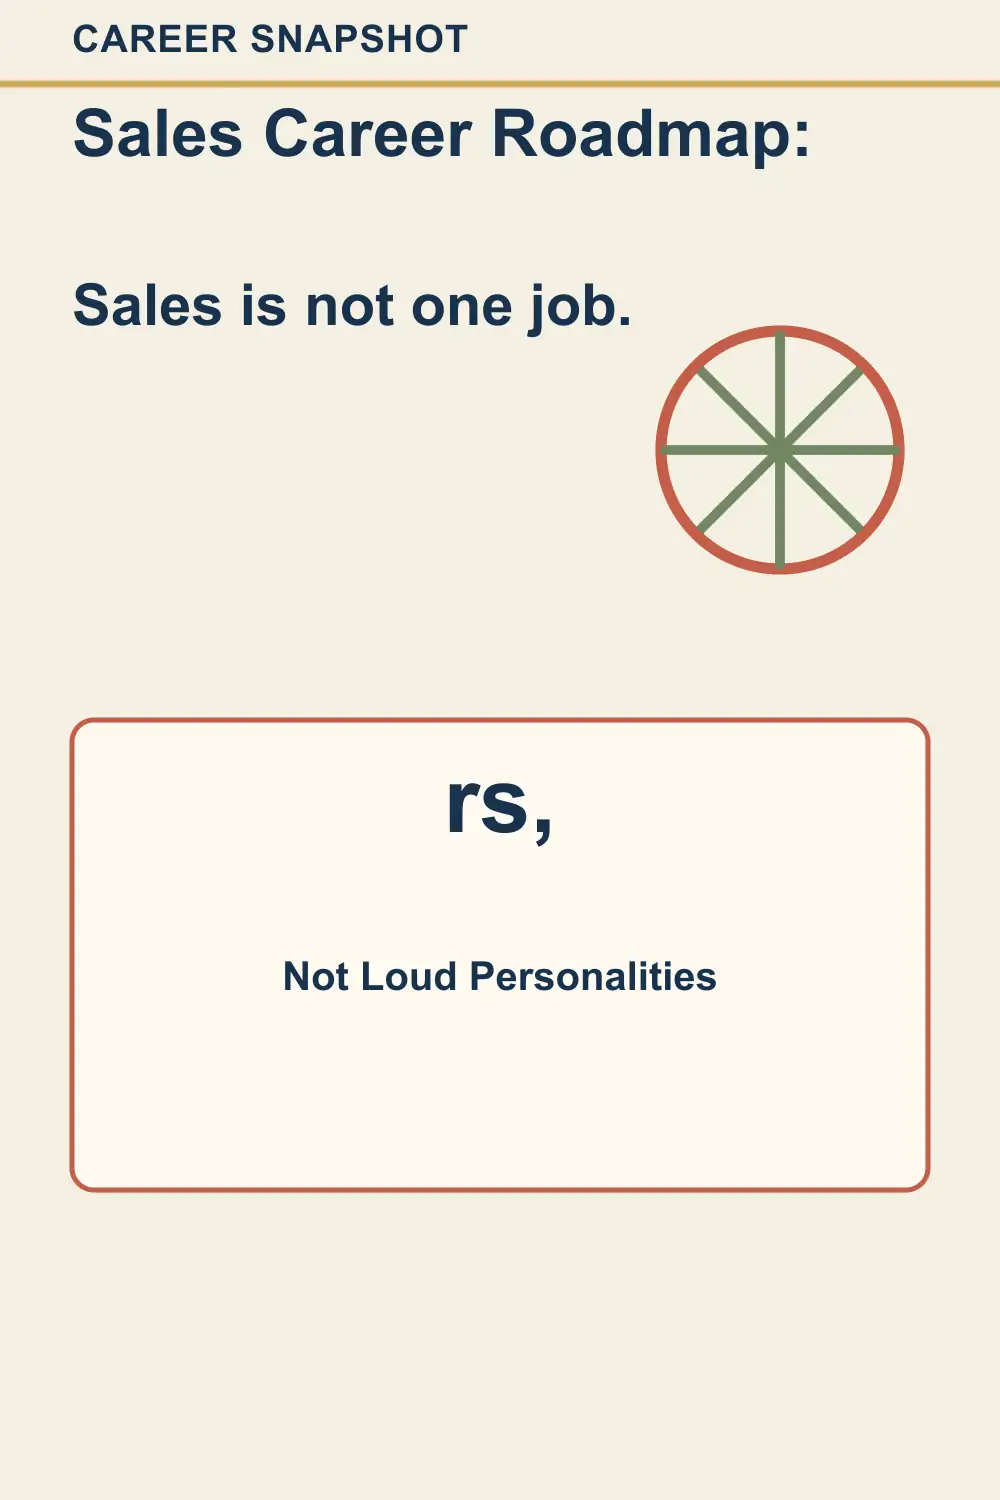 CAREER SNAPSHOT
Sales Career Roadmap:
Sales is not one job.
rs,
Not Loud Personalities